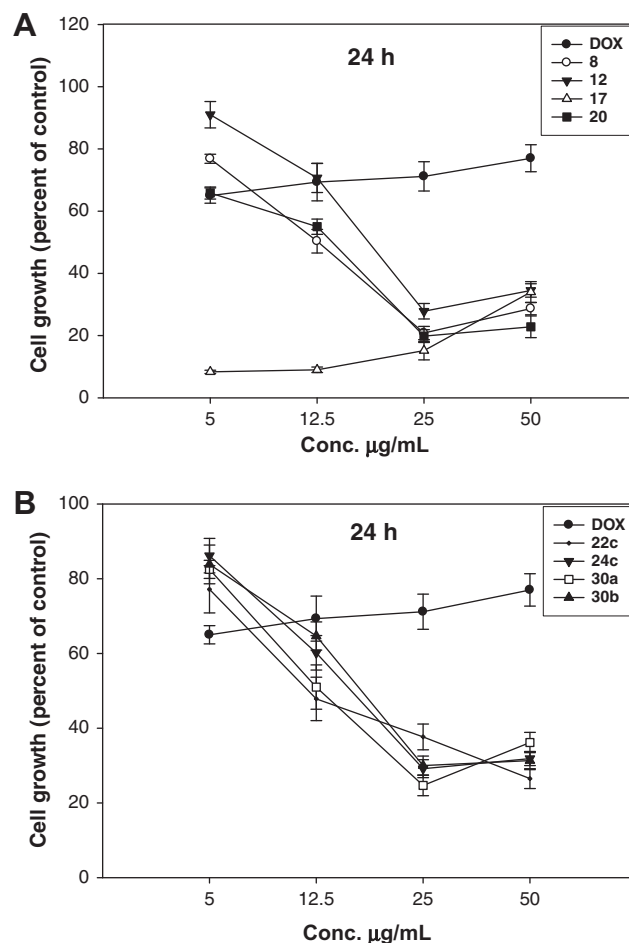 A
24 h
DOX
8
12
17
20
120
100
80
60
40
20
0
Cell growth (percent of control)
5
12.5
25
50
Conc. μg/mL
B
24 h
DOX
22c
24c
30a
30b
100
80
60
40
20
0
Cell growth (percent of control)
5
12.5
25
50
Conc. μg/mL